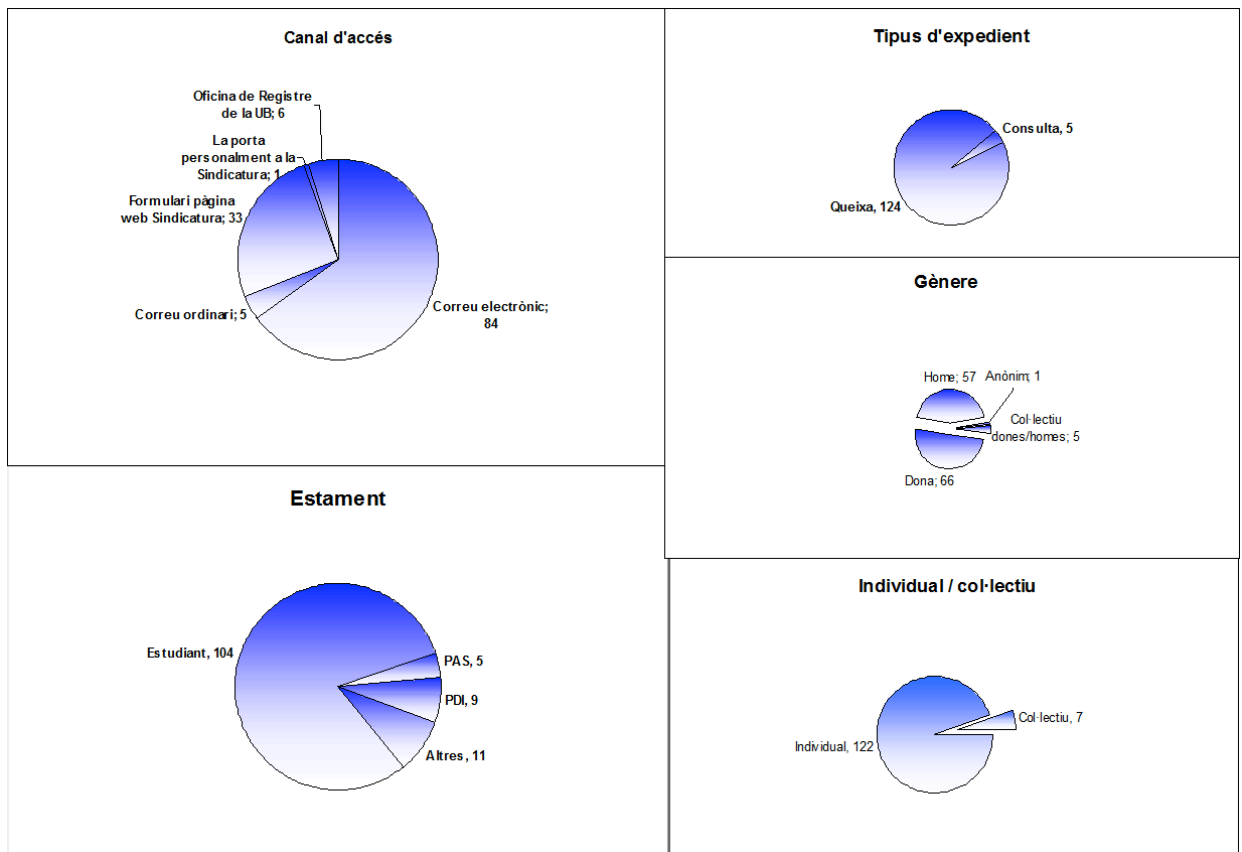 Canal d'accés
Oficina de Registre
de la UB; 6
La porta
personalment a la
Sindicatura; 1
Formulari pàgina
web Sindicatura; 33
Correu ordinari; 5
Correu electrònic;
84
Tipus d'expedient
Consulta, 5
Queixa, 124
Gènere
Home; 57
Anònim; 1
Col·lectiu
dones/homes; 5
Dona; 66
Estament
Estudiant, 104
PAS, 5
PDI, 9
Altres, 11
Individual / col·lectiu
Col·lectiu, 7
Individual, 122